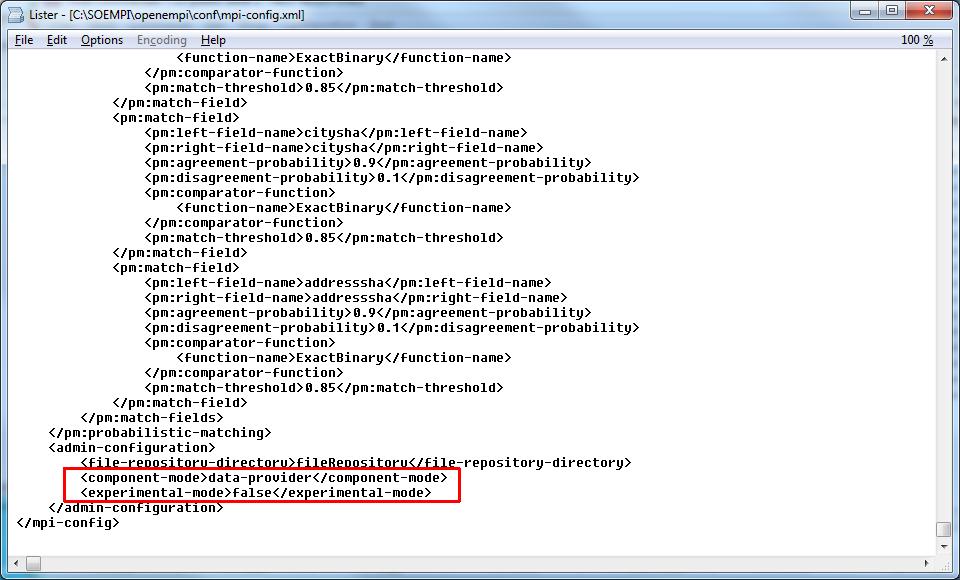 Lister - [C:\SOEMPI\openempi\conf\mpi-config.xml]
File Edit Options Encoding Help 100 %
<function-name>ExactBinary</function-name>
</pm:comparator-function>
<pm:match-threshold>0.85</pm:match-threshold>
</pm:match-field>
<pm:match-field>
<pm:left-field-name>citysha</pm:left-field-name>
<pm:right-field-name>citysha</pm:right-field-name>
<pm:agreement-probability>0.9</pm:agreement-probability>
<pm:disagreement-probability>0.1</pm:disagreement-probability>
<pm:comparator-function>
<function-name>ExactBinary</function-name>
</pm:comparator-function>
<pm:match-threshold>0.85</pm:match-threshold>
</pm:match-field>
<pm:match-field>
<pm:left-field-name>addresssha</pm:left-field-name>
<pm:right-field-name>addresssha</pm:right-field-name>
<pm:agreement-probability>0.9</pm:agreement-probability>
<pm:disagreement-probability>0.1</pm:disagreement-probability>
<pm:comparator-function>
<function-name>ExactBinary</function-name>
</pm:comparator-function>
<pm:match-threshold>0.85</pm:match-threshold>
</pm:match-field>
</pm:match-fields>
</pm:probabilistic-matching>
<admin-configuration>
<file-repository-directory>fileRepository</file-repository-directory>
<component-mode>data-provider</component-mode>
<experimental-mode>false</experimental-mode>
</admin-configuration>
</mpi-config>